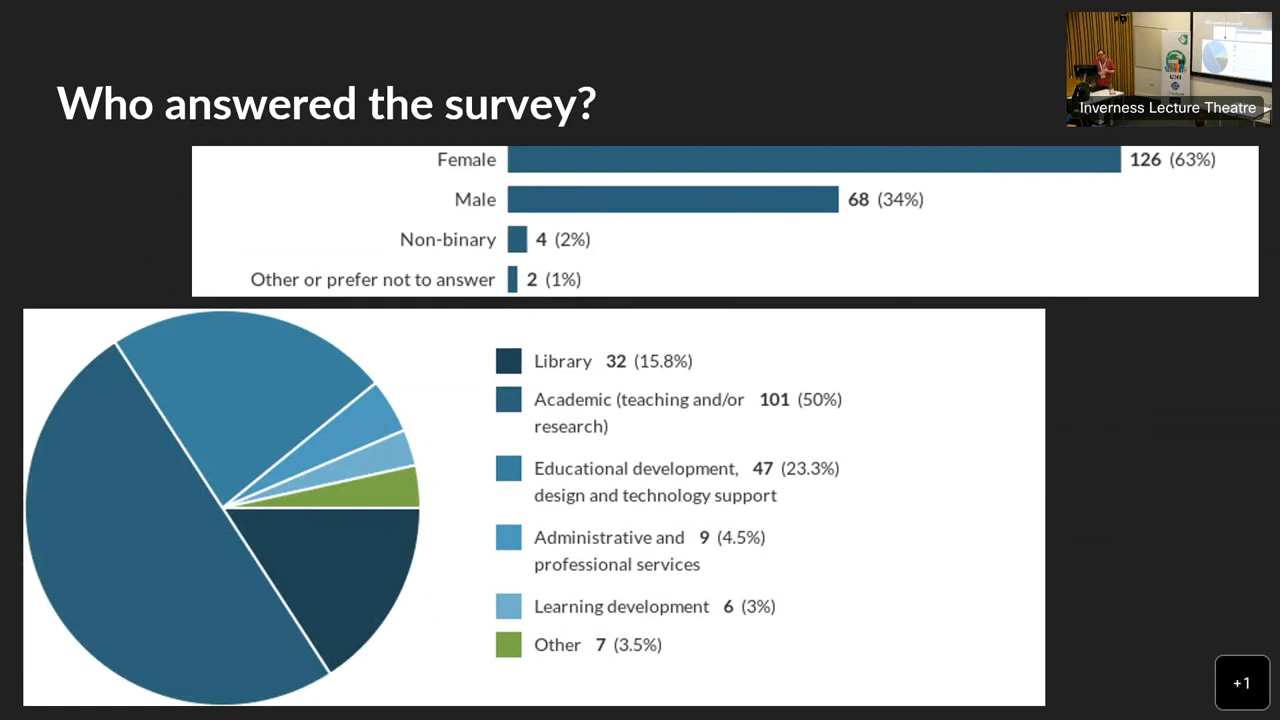 Who answered the survey?
Inverness Lecture Theatre
Female 126 (63%)
Male 68 (34%)
Non-binary 4 (2%)
Other or prefer not to answer 2 (1%)
Library 32 (15.8%)
Academic (teaching and/or 101 (50%)
research)
Educational development, 47 (23.3%)
design and technology support
Administrative and 9 (4.5%)
professional services
Learning development 6 (3%)
Other 7 (3.5%)
+1